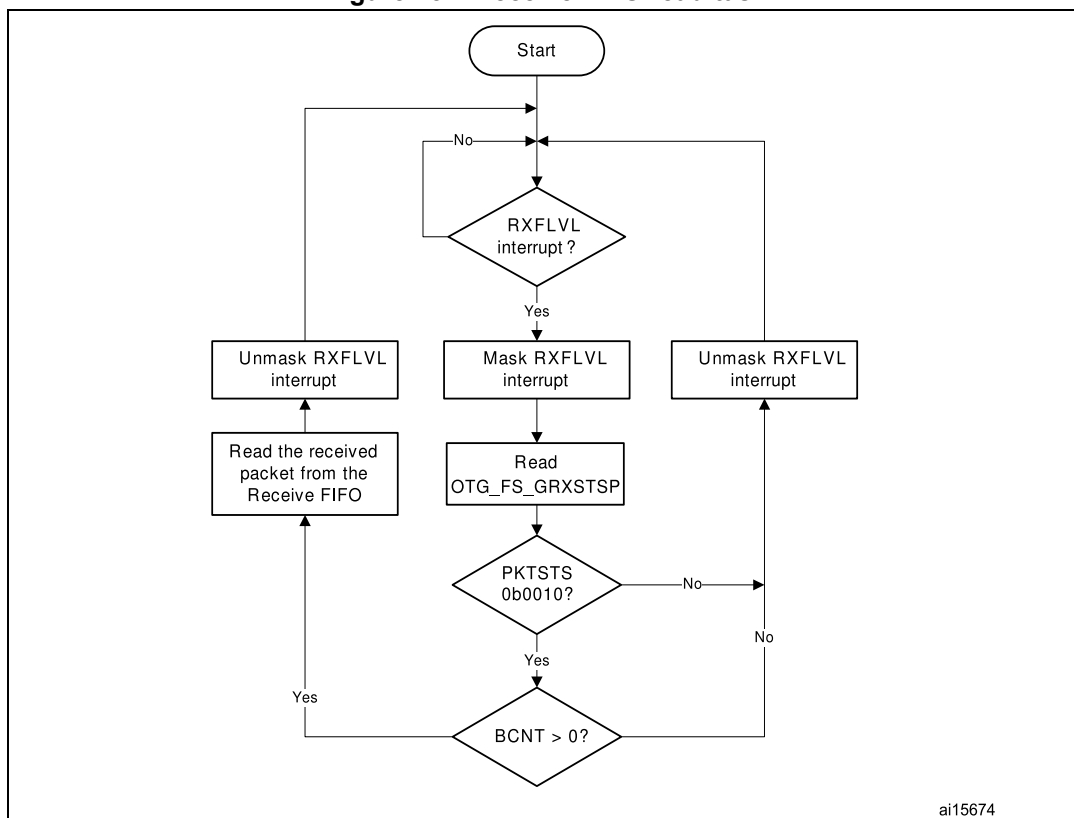 Start
No
RXFLVL
interrupt?
Yes
Unmask RXFLVL
interrupt
Mask RXFLVL
interrupt
Unmask RXFLVL
interrupt
Read the received
packet from the
Receive FIFO
Read
OTG_FS_GRXSTSP
PKTSTS
0b0010?
No
No
Yes
Yes
BCNT > 0?
ai15674